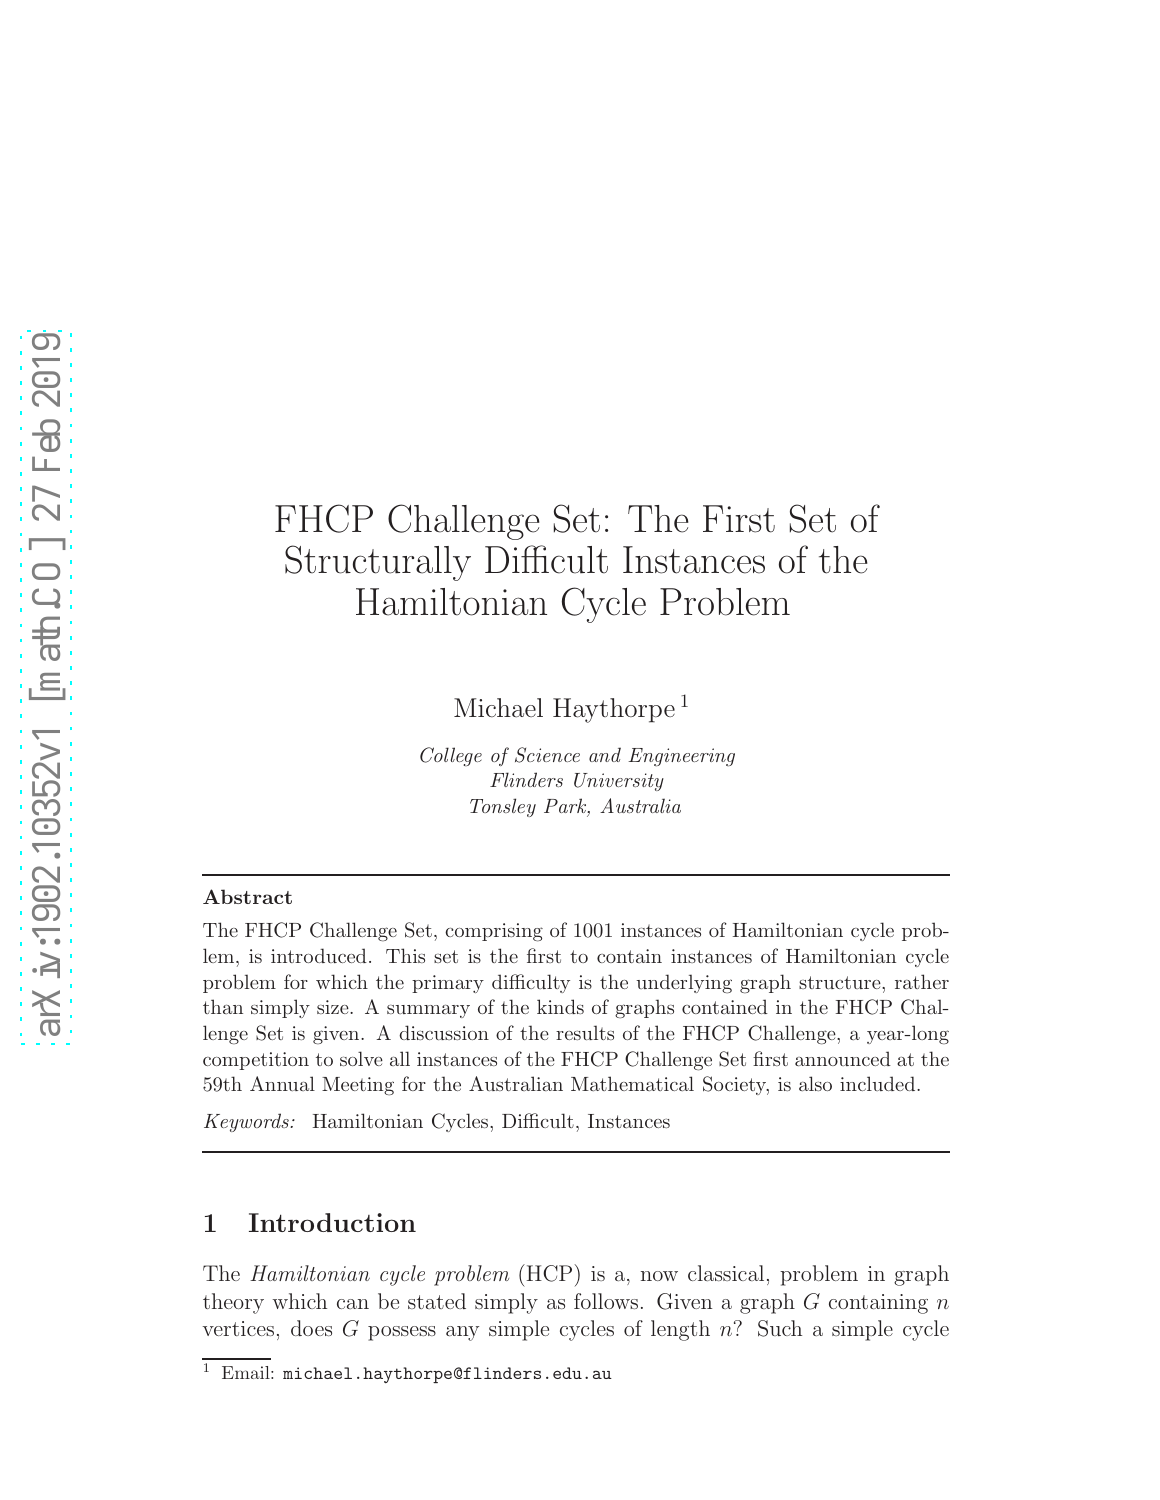 arXiv:1902.10352v1 [math.CO] 27 Feb 2019
FHCP Challenge Set: The First Set of
Structurally Difficult Instances of the
Hamiltonian Cycle Problem
Michael Haythorpe 1
College of Science and Engineering
Flinders University
Tonsley Park, Australia
Abstract
The FHCP Challenge Set, comprising of 1001 instances of Hamiltonian cycle prob-
lem, is introduced. This set is the first to contain instances of Hamiltonian cycle
problem for which the primary difficulty is the underlying graph structure, rather
than simply size. A summary of the kinds of graphs contained in the FHCP Chal-
lenge Set is given. A discussion of the results of the FHCP Challenge, a year-long
competition to solve all instances of the FHCP Challenge Set first announced at the
59th Annual Meeting for the Australian Mathematical Society, is also included.
Keywords: Hamiltonian Cycles, Difficult, Instances
1 Introduction
The Hamiltonian cycle problem (HCP) is a, now classical, problem in graph
theory which can be stated simply as follows. Given a graph G containing n
vertices, does G possess any simple cycles of length n? Such a simple cycle
1 Email: michael.haythorpe@flinders.edu.au